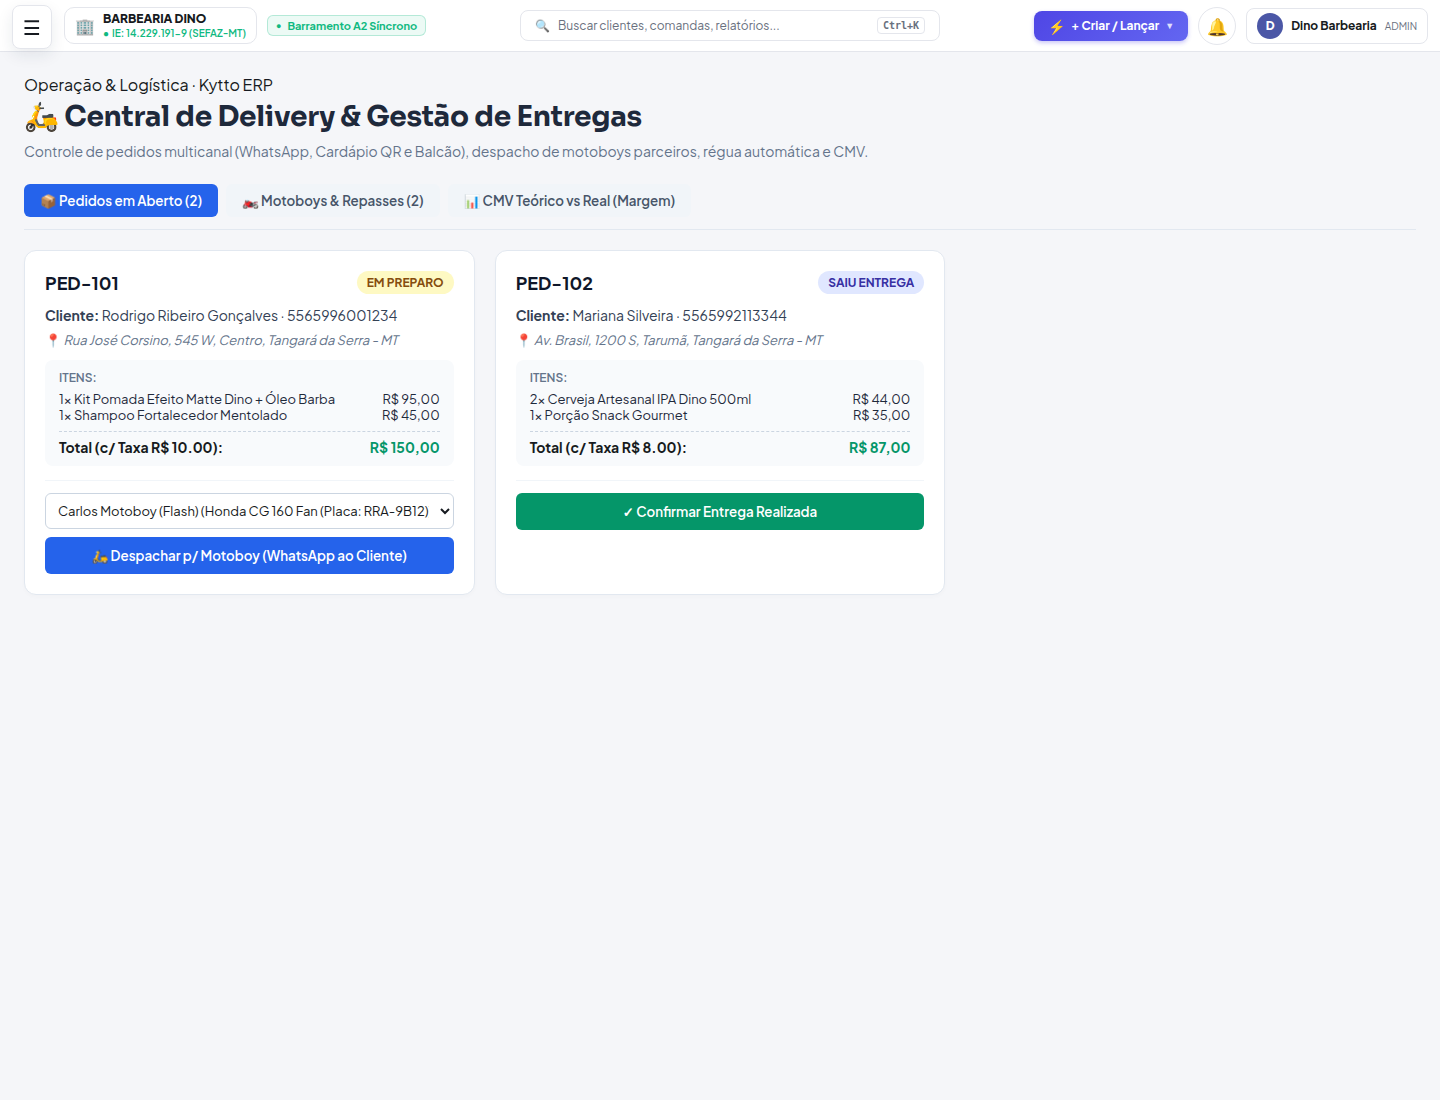 ☰
BARBEARIA DINO
● IE: 14.229.191-9 (SEFAZ-MT)
● Barramento A2 Síncrono
🔍 Buscar clientes, comandas, relatórios... Ctrl+K
⚡ + Criar / Lançar ▼
D Dino Barbearia ADMIN
Operação & Logística · Kytto ERP
🛵 Central de Delivery & Gestão de Entregas
Controle de pedidos multicanal (WhatsApp, Cardápio QR e Balcão), despacho de motoboys parceiros, régua automática e CMV.
📦 Pedidos em Aberto (2)
🏍️ Motoboys & Repasses (2)
📊 CMV Teórico vs Real (Margem)
PED-101 EM PREPARO
Cliente: Rodrigo Ribeiro Gonçalves · 5565996001234
📍 Rua José Corsino, 545 W, Centro, Tangará da Serra - MT
ITENS:
1x Kit Pomada Efeito Matte Dino + Óleo Barba R$ 95,00
1x Shampoo Fortalecedor Mentolado R$ 45,00
Total (c/ Taxa R$ 10.00): R$ 150,00
Carlos Motoboy (Flash) (Honda CG 160 Fan (Placa: RRA-9B12)
🛵 Despachar p/ Motoboy (WhatsApp ao Cliente)
PED-102 SAIU ENTREGA
Cliente: Mariana Silveira · 5565992113344
📍 Av. Brasil, 1200 S, Tarumã, Tangará da Serra - MT
ITENS:
2x Cerveja Artesanal IPA Dino 500ml R$ 44,00
1x Porção Snack Gourmet R$ 35,00
Total (c/ Taxa R$ 8.00): R$ 87,00
✓ Confirmar Entrega Realizada